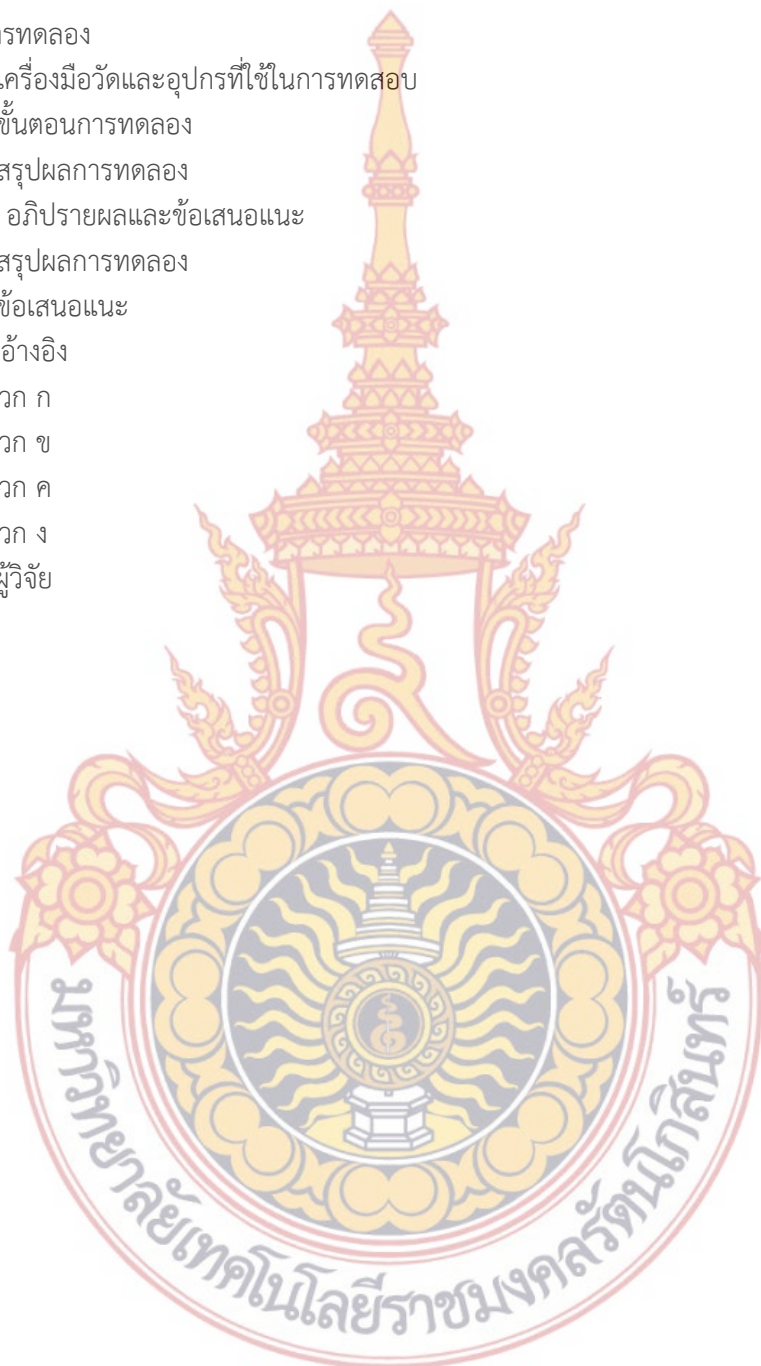 ารทดลอง
เครื่องมือวัดและอุปกรที่ใช้ในการทดสอบ
ขั้นตอนการทดลอง
สรุปผลการทดลอง
อภิปรายผลและข้อเสนอแนะ
สรุปผลการทดลอง
ข้อเสนอแนะ
อ้างอิง
วก ก
วก ข
วก ค
วก ง
ผู้วิจัย
มหาวิทยาลัยเทคโนโลยีราชมงคลรัตนโกสินทร์